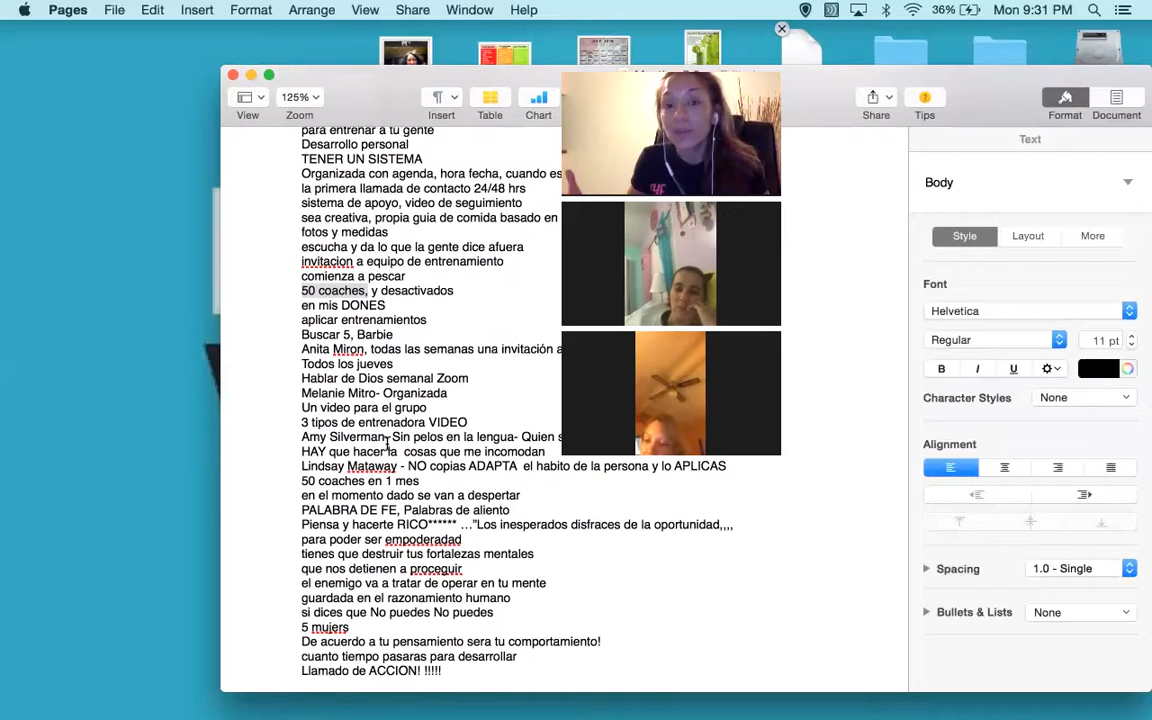 Pages File Edit Insert Format Arrange View Share Window Help 36% Mon 9:31 PM
125%
View Zoom Insert Table Chart Share Tips Format Document
para entrenar a tu gente
Desarrollo personal
TENER UN SISTEMA
Organizada con agenda, hora fecha, cuando es
la primera llamada de contacto 24/48 hrs
sistema de apoyo, video de seguimiento
sea creativa, propia guia de comida basado en
fotos y medidas
escucha y da lo que la gente dice afuera
invitacion a equipo de entrenamiento
comienza a pescar
50 coaches, y desactivados
en mis DONES
aplicar entrenamientos
Buscar 5, Barbie
Anita Miron, todas las semanas una invitación a
Todos los jueves
Hablar de Dios semanal Zoom
Melanie Mitro- Organizada
Un video para el grupo
3 tipos de entrenadora VIDEO
Amy Silverman- Sin pelos en la lengua- Quien s
HAY que hacer la cosas que me incomodan
Lindsay Mataway - NO copias ADAPTA el habito de la persona y lo APLICAS
50 coaches en 1 mes
en el momento dado se van a despertar
PALABRA DE FE, Palabras de aliento
Piensa y hacerte RICO****** …"Los inesperados disfraces de la oportunidad,,,,
para poder ser empoderadad
tienes que destruir tus fortalezas mentales
que nos detienen a proceguir
el enemigo va a tratar de operar en tu mente
guardada en el razonamiento humano
si dices que No puedes No puedes
5 mujers
De acuerdo a tu pensamiento sera tu comportamiento!
cuanto tiempo pasaras para desarrollar
Llamado de ACCION! !!!!!
Text
Body
Style Layout More
Font
Helvetica
Regular 11 pt
B I U
Character Styles None
Alignment
Spacing 1.0 - Single
Bullets & Lists None